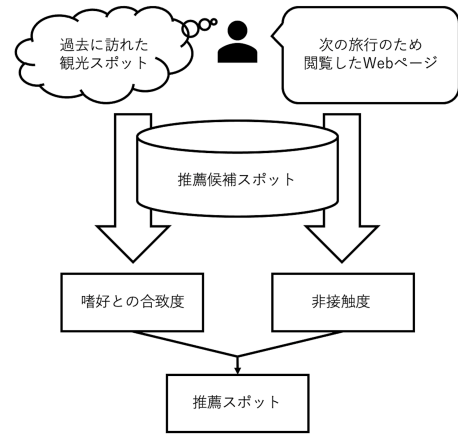 過去に訪れた
観光スポット
次の旅行のため
閲覧したWebページ
推薦候補スポット
嗜好との合致度
非接触度
推薦スポット